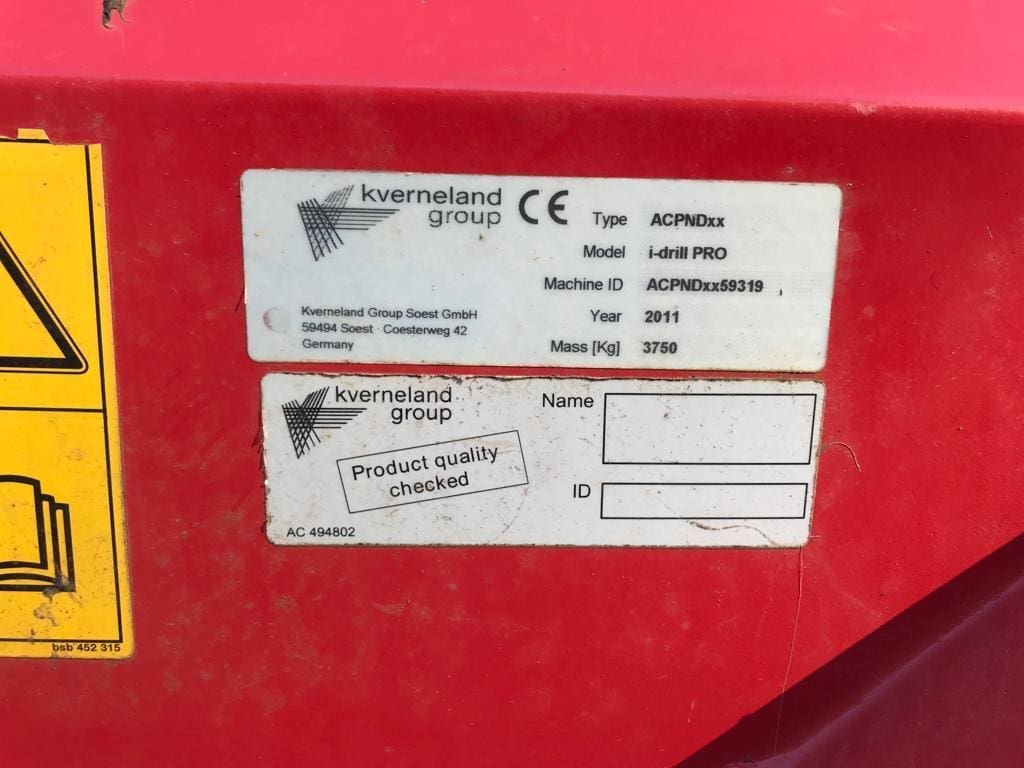 kverneland
group
CE
Type ACPNDxx
Model i-drill PRO
Machine ID ACPNDxx59319
Year 2011
Mass [Kg] 3750
Kverneland Group Soest GmbH
59494 Soest · Coesterweg 42
Germany
kverneland
group
Product quality
checked
Name
ID
AC 494802
bsb 452 315